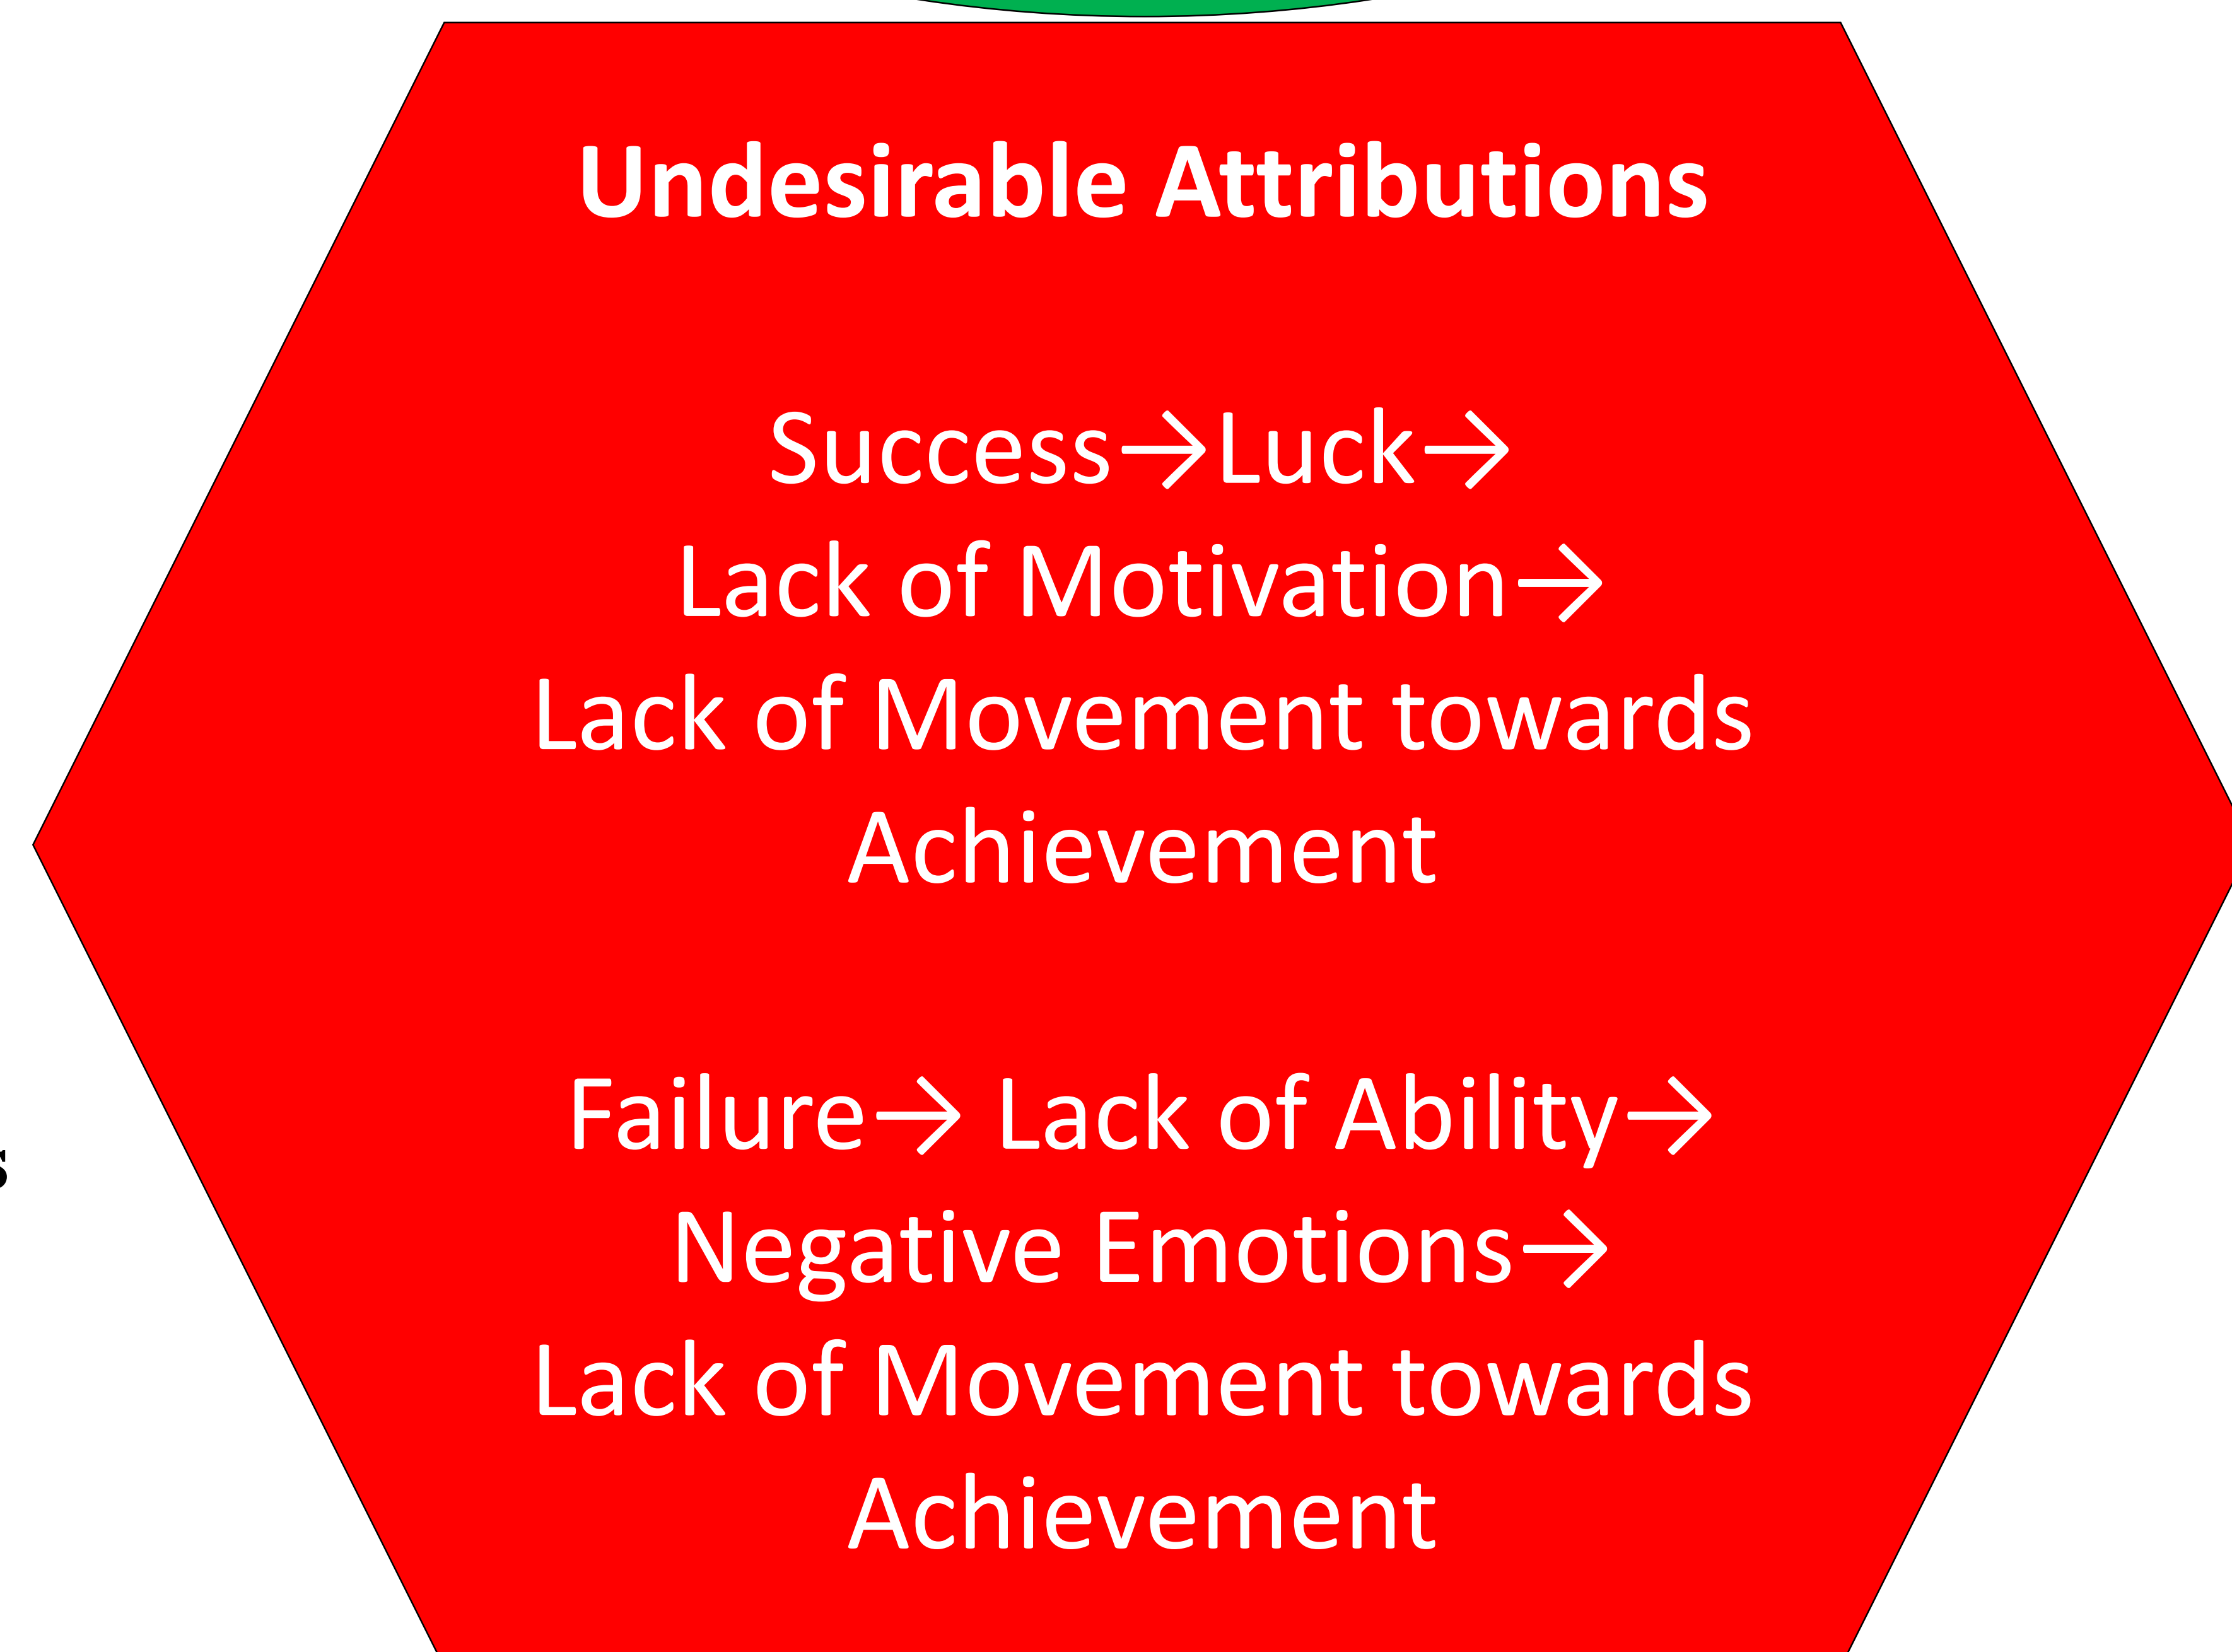 Undesirable Attributions
Success→Luck→
Lack of Motivation→
Lack of Movement towards
Achievement
Failure→ Lack of Ability→
Negative Emotions→
Lack of Movement towards
Achievement